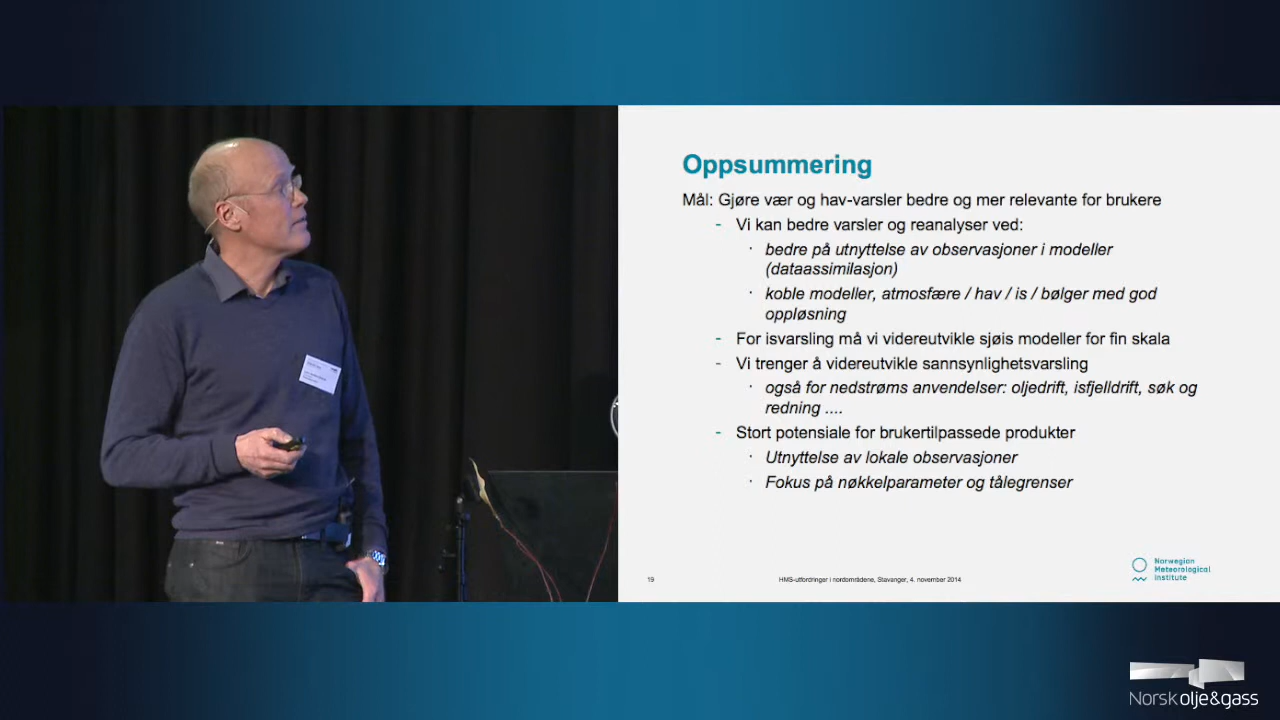 Oppsummering
Mål: Gjøre vær og hav-varsler bedre og mer relevante for brukere
- Vi kan bedre varsler og reanalyser ved:
· bedre på utnyttelse av observasjoner i modeller
(dataassimilasjon)
· koble modeller, atmosfære / hav / is / bølger med god
oppløsning
- For isvarsling må vi videreutvikle sjøis modeller for fin skala
- Vi trenger å videreutvikle sannsynlighetsvarsling
· også for nedstrøms anvendelser: oljedrift, isfjelldrift, søk og
redning ....
- Stort potensiale for brukertilpassede produkter
· Utnyttelse av lokale observasjoner
· Fokus på nøkkelparameter og tålegrenser
19
HMS-utfordringer i nordområdene, Stavanger, 4. november 2014
Norwegian
Meteorological
Institute
Norsk olje&gass